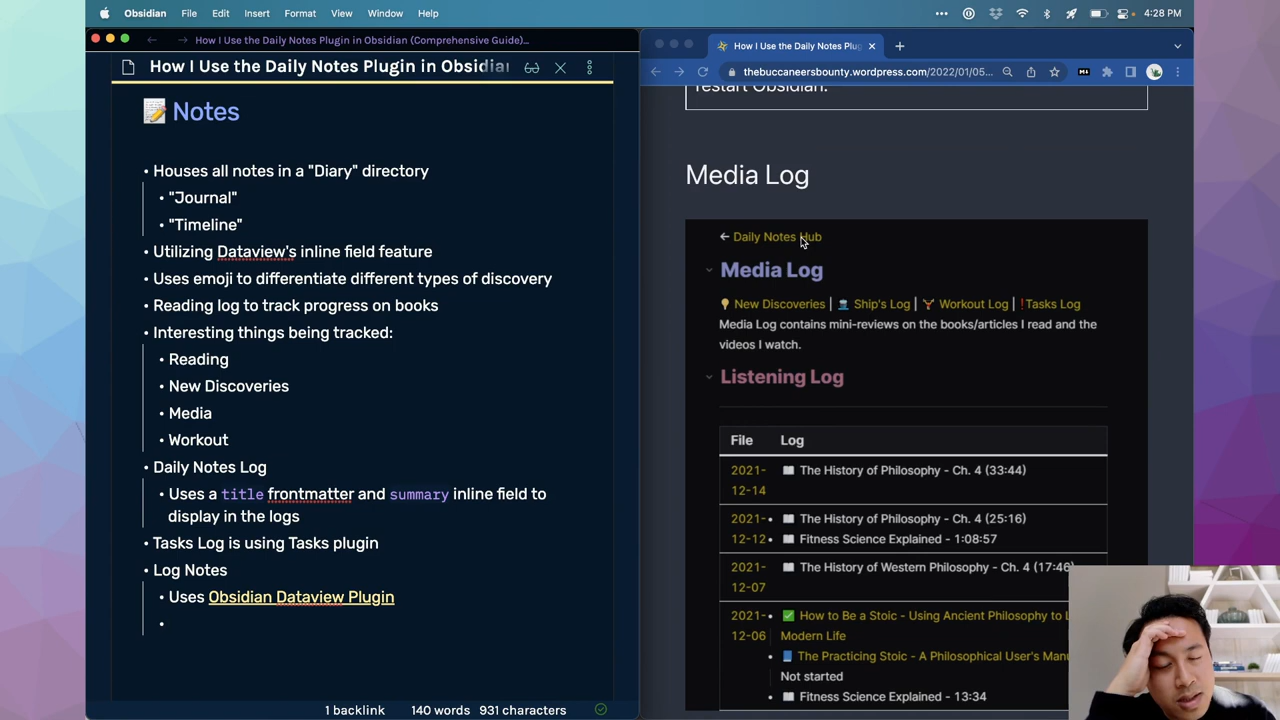 Obsidian File Edit Insert Format View Window Help
4:28 PM
How I Use the Daily Notes Plugin in Obsidian (Comprehensive Guide)...
How I Use the Daily Notes Plugin in Obsidian
📝 Notes
• Houses all notes in a "Diary" directory
• "Journal"
• "Timeline"
• Utilizing Dataview's inline field feature
• Uses emoji to differentiate different types of discovery
• Reading log to track progress on books
• Interesting things being tracked:
• Reading
• New Discoveries
• Media
• Workout
• Daily Notes Log
• Uses a title frontmatter and summary inline field to
display in the logs
• Tasks Log is using Tasks plugin
• Log Notes
• Uses Obsidian Dataview Plugin
•
1 backlink 140 words 931 characters
How I Use the Daily Notes Plug
thebuccaneersbounty.wordpress.com/2022/01/05...
restart Obsidian.
Media Log
← Daily Notes Hub
Media Log
💡 New Discoveries | Ship's Log | Workout Log | ❗Tasks Log
Media Log contains mini-reviews on the books/articles I read and the
videos I watch.
Listening Log
File Log
2021-12-14 📖 The History of Philosophy - Ch. 4 (33:44)
2021-12-12 • 📖 The History of Philosophy - Ch. 4 (25:16)
• 📖 Fitness Science Explained - 1:08:57
2021-12-07 📖 The History of Western Philosophy - Ch. 4 (17:46)
2021-12-06 ✅ How to Be a Stoic - Using Ancient Philosophy to L
Modern Life
• 📘 The Practicing Stoic - A Philosophical User's Manu
Not started
• 📖 Fitness Science Explained - 13:34